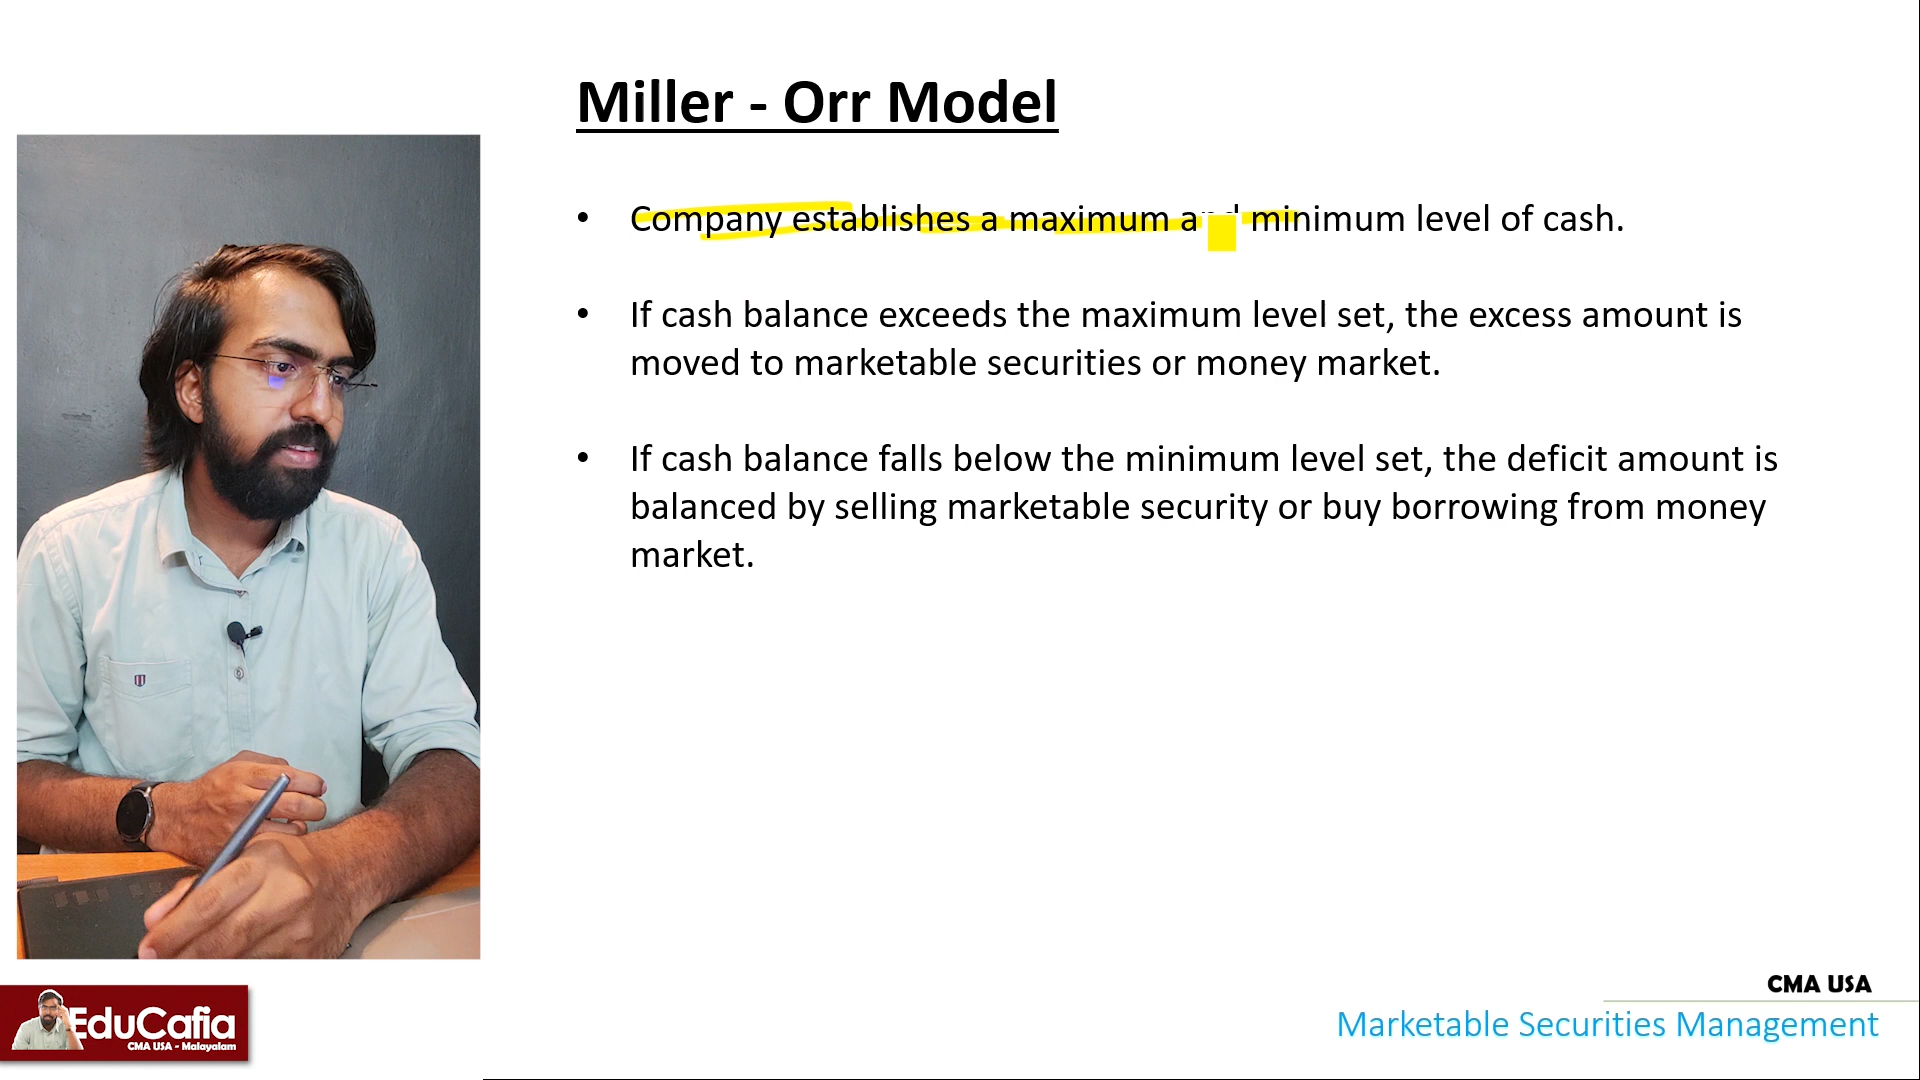 Miller - Orr Model
• Company establishes a maximum and minimum level of cash.
• If cash balance exceeds the maximum level set, the excess amount is
moved to marketable securities or money market.
• If cash balance falls below the minimum level set, the deficit amount is
balanced by selling marketable security or buy borrowing from money
market.
EduCafia
CMA USA - Malayalam
CMA USA
Marketable Securities Management